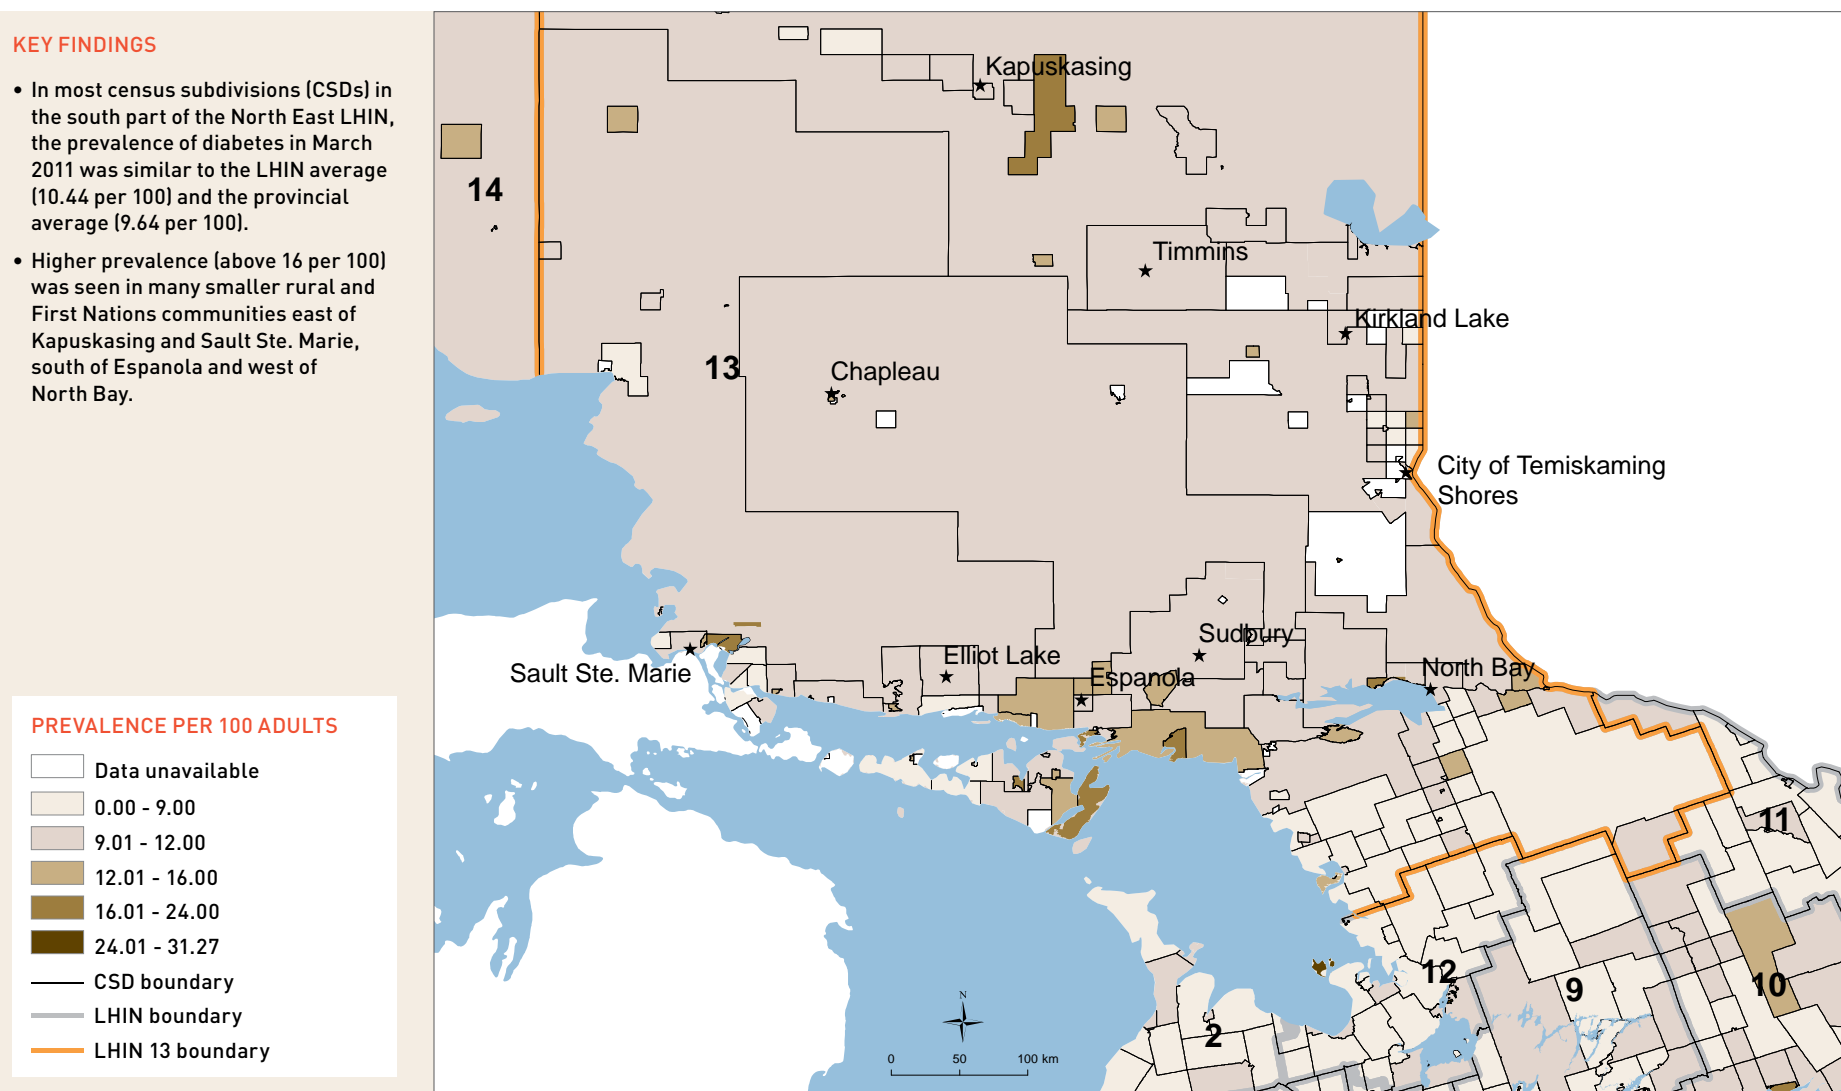 KEY FINDINGS
• In most census subdivisions (CSDs) in
the south part of the North East LHIN,
the prevalence of diabetes in March
2011 was similar to the LHIN average
(10.44 per 100) and the provincial
average (9.64 per 100).
• Higher prevalence (above 16 per 100)
was seen in many smaller rural and
First Nations communities east of
Kapuskasing and Sault Ste. Marie,
south of Espanola and west of
North Bay.
PREVALENCE PER 100 ADULTS
Data unavailable
0.00 - 9.00
9.01 - 12.00
12.01 - 16.00
16.01 - 24.00
24.01 - 31.27
CSD boundary
LHIN boundary
LHIN 13 boundary
Kapuskasing
14
Timmins
Kirkland Lake
13
Chapleau
City of Temiskaming
Shores
Sudbury
Elliot Lake
Sault Ste. Marie
Espanola
North Bay
11
12
9
10
2
N
0 50 100 km